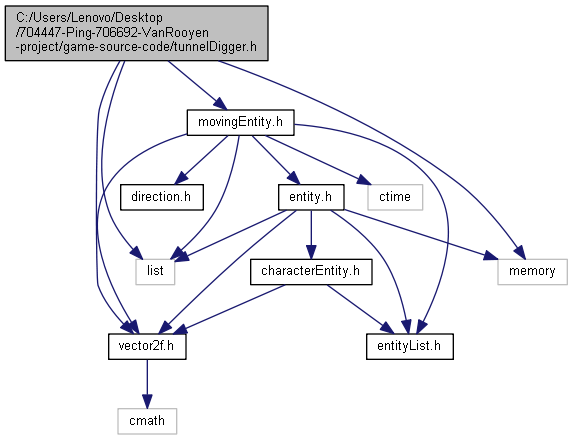 C:/Users/Lenovo/Desktop
/704447-Ping-706692-VanRooyen
-project/game-source-code/tunnelDigger.h
movingEntity.h
direction.h
entity.h
ctime
list
characterEntity.h
memory
vector2f.h
entityList.h
cmath